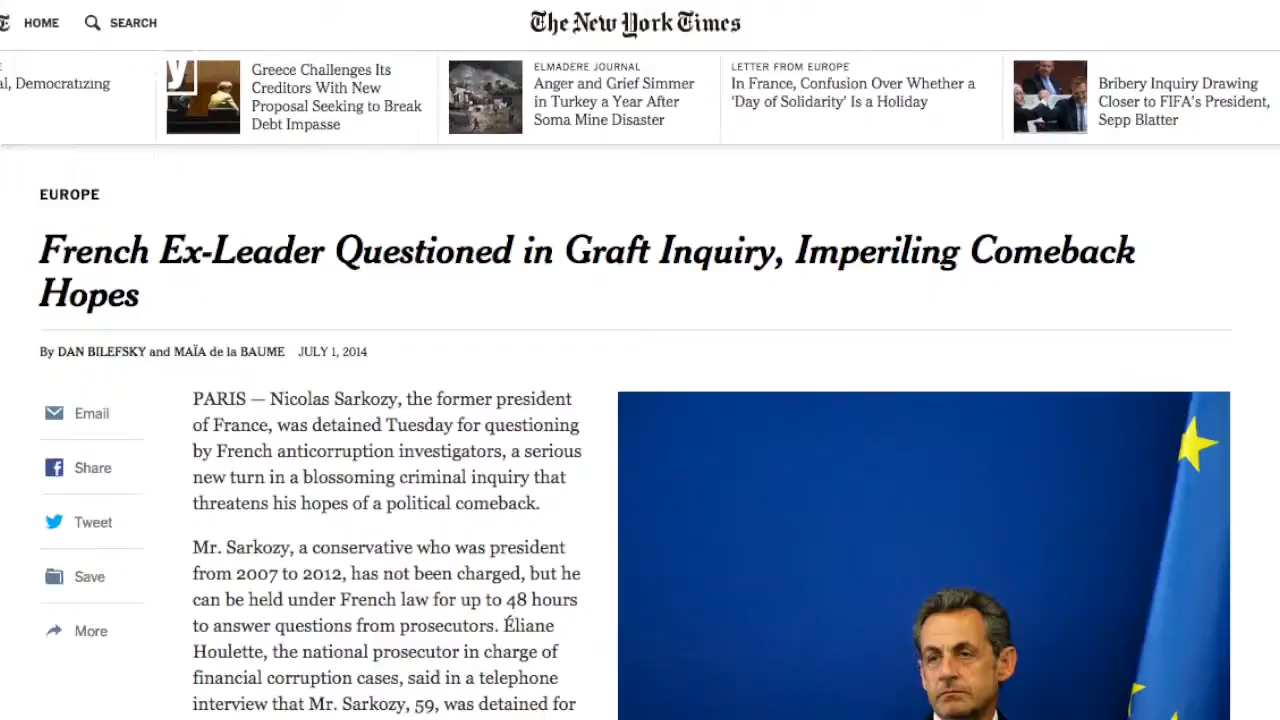 HOME
SEARCH
The New York Times
al, Democratizing
Greece Challenges Its
Creditors With New
Proposal Seeking to Break
Debt Impasse
ELMADERE JOURNAL
Anger and Grief Simmer
in Turkey a Year After
Soma Mine Disaster
LETTER FROM EUROPE
In France, Confusion Over Whether a
‘Day of Solidarity’ Is a Holiday
Bribery Inquiry Drawing
Closer to FIFA’s President,
Sepp Blatter
EUROPE
French Ex-Leader Questioned in Graft Inquiry, Imperiling Comeback
Hopes
By DAN BILEFSKY and MAÏA de la BAUME JULY 1, 2014
Email
Share
Tweet
Save
More
PARIS — Nicolas Sarkozy, the former president
of France, was detained Tuesday for questioning
by French anticorruption investigators, a serious
new turn in a blossoming criminal inquiry that
threatens his hopes of a political comeback.
Mr. Sarkozy, a conservative who was president
from 2007 to 2012, has not been charged, but he
can be held under French law for up to 48 hours
to answer questions from prosecutors. Éliane
Houlette, the national prosecutor in charge of
financial corruption cases, said in a telephone
interview that Mr. Sarkozy, 59, was detained for